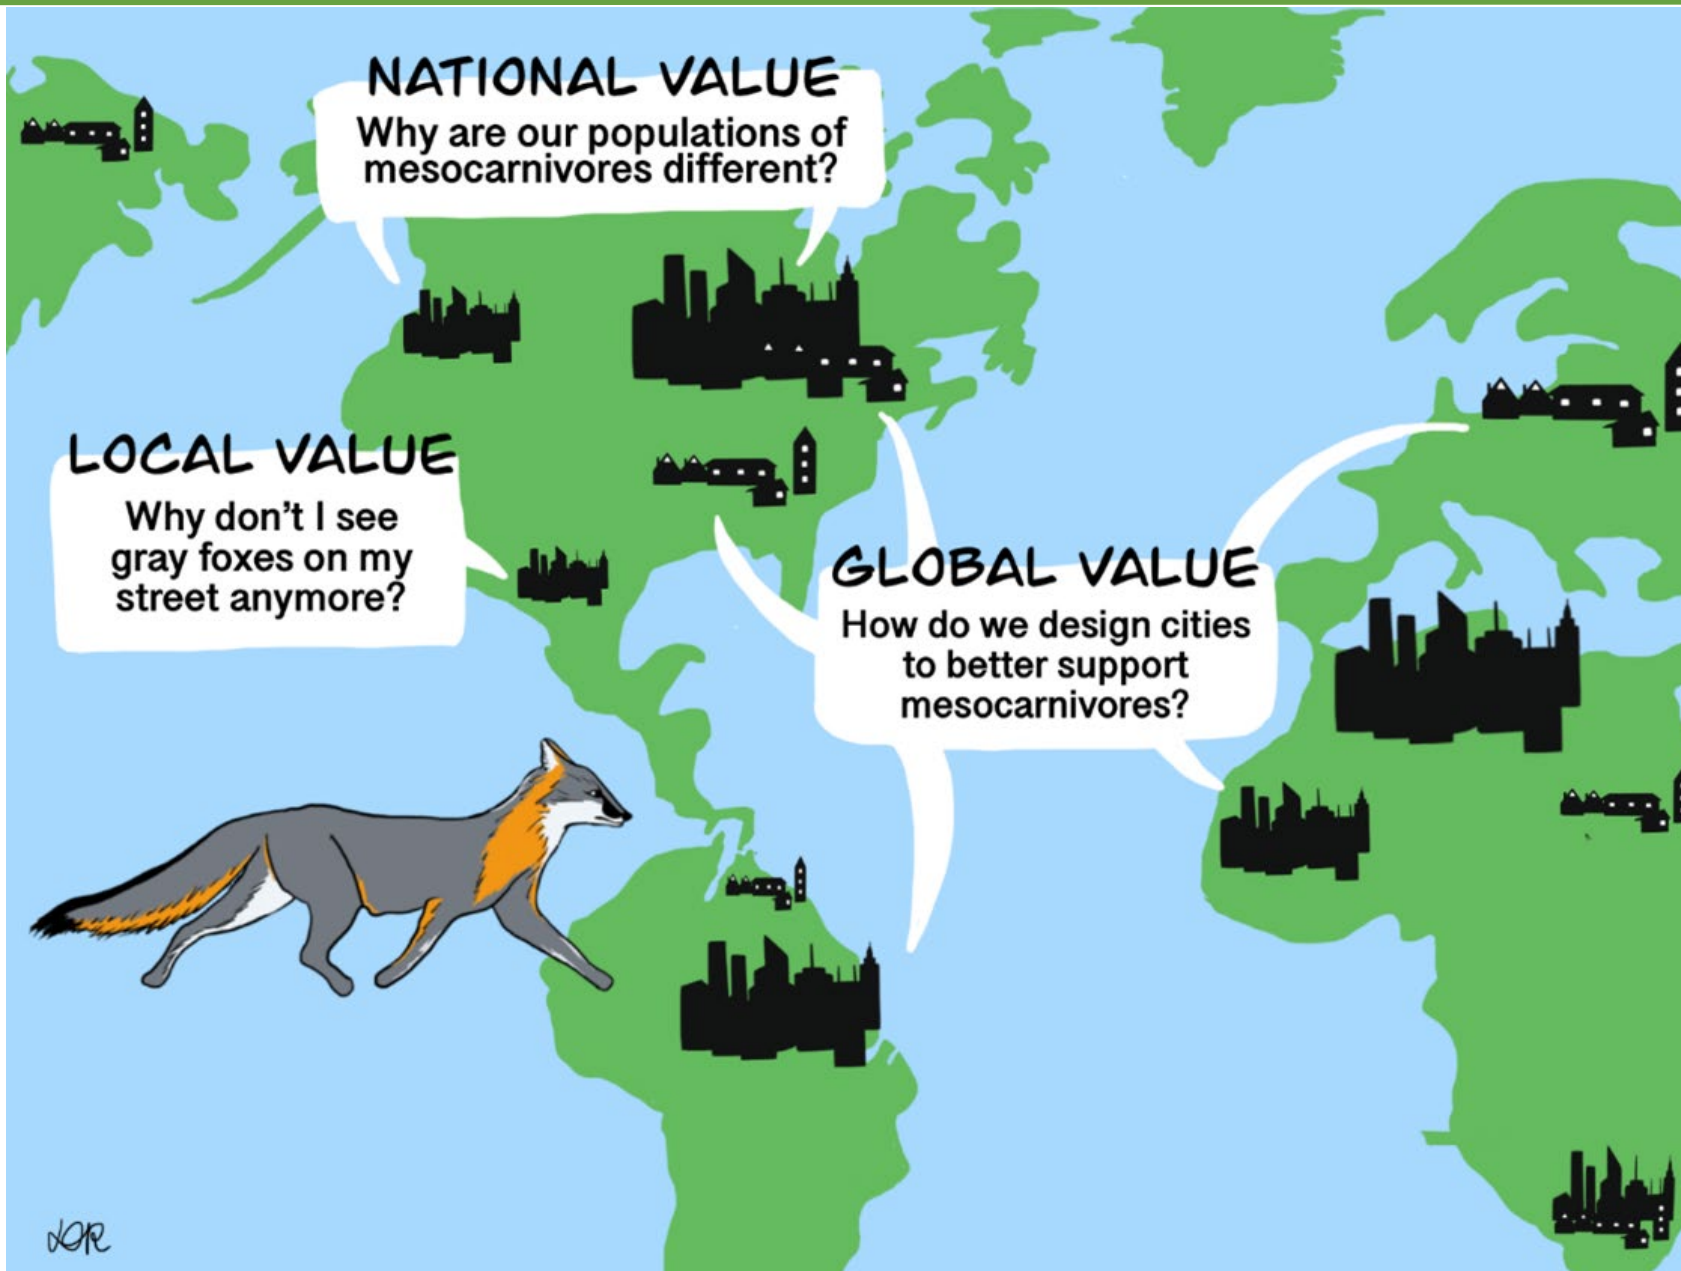 NATIONAL VALUE
Why are our populations of
mesocarnivores different?
LOCAL VALUE
Why don't I see
gray foxes on my
street anymore?
GLOBAL VALUE
How do we design cities
to better support
mesocarnivores?